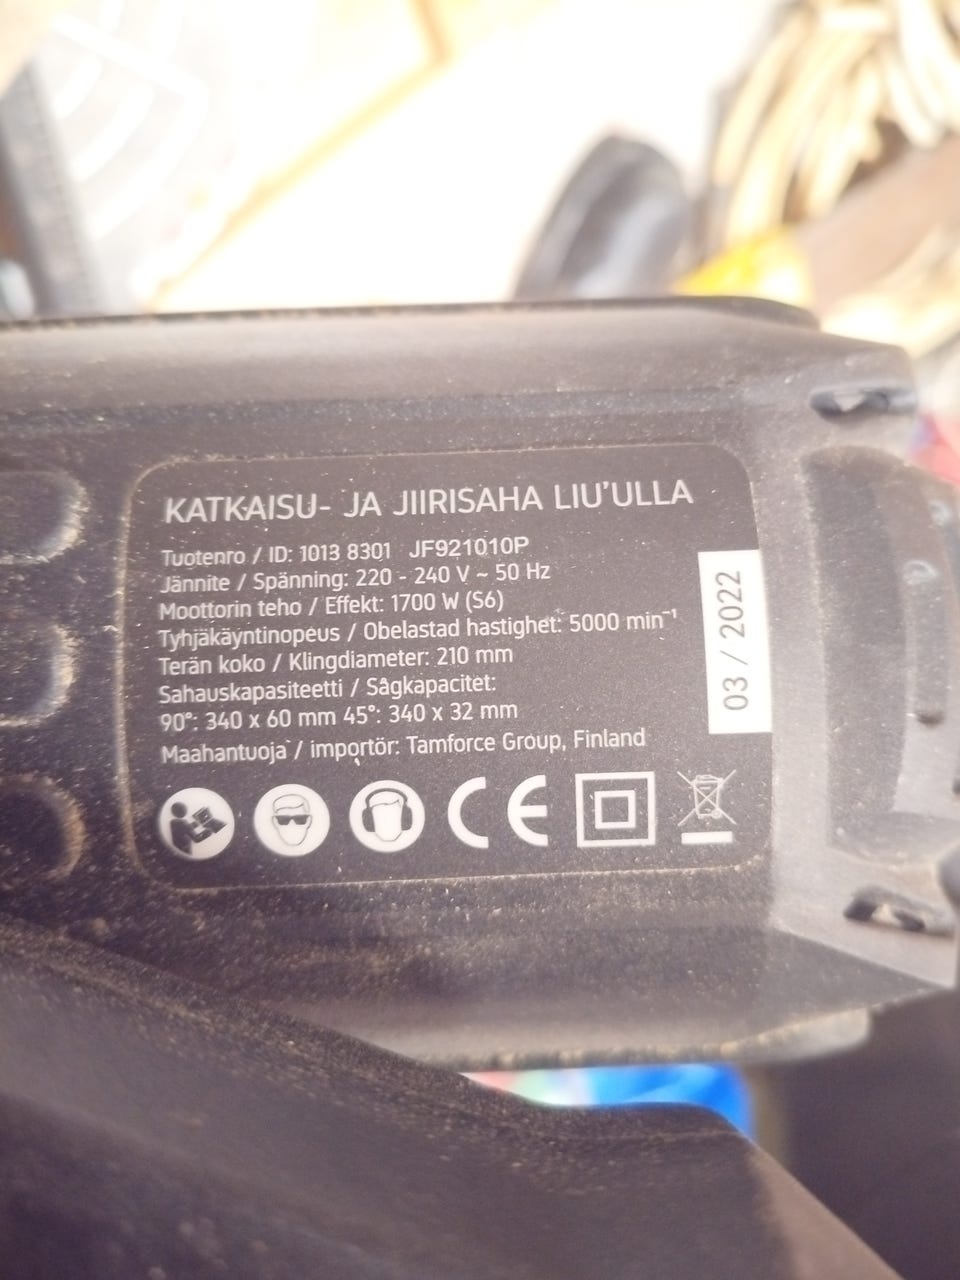 KATKAISU- JA JIIRISAHA LIU'ULLA
Tuotenro / ID: 1013 8301 JF921010P
Jännite / Spänning: 220 - 240 V ~ 50 Hz
Moottorin teho / Effekt: 1700 W (S6)
Tyhjäkäyntinopeus / Obelastad hastighet: 5000 min⁻¹
Terän koko / Klingdiameter: 210 mm
Sahauskapasiteetti / Sågkapacitet:
90°: 340 x 60 mm 45°: 340 x 32 mm
Maahantuoja / importör: Tamforce Group, Finland
CE
03 / 2022